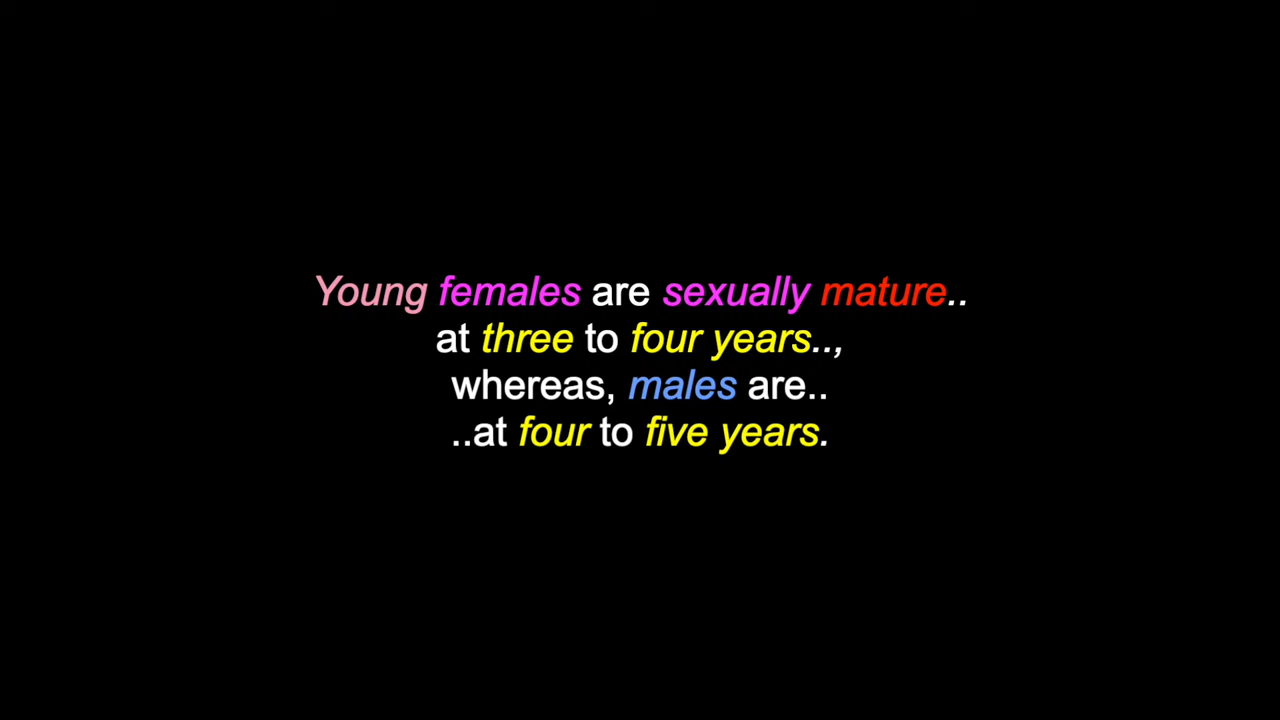 Young females are sexually mature..
at three to four years..,
whereas, males are..
..at four to five years.